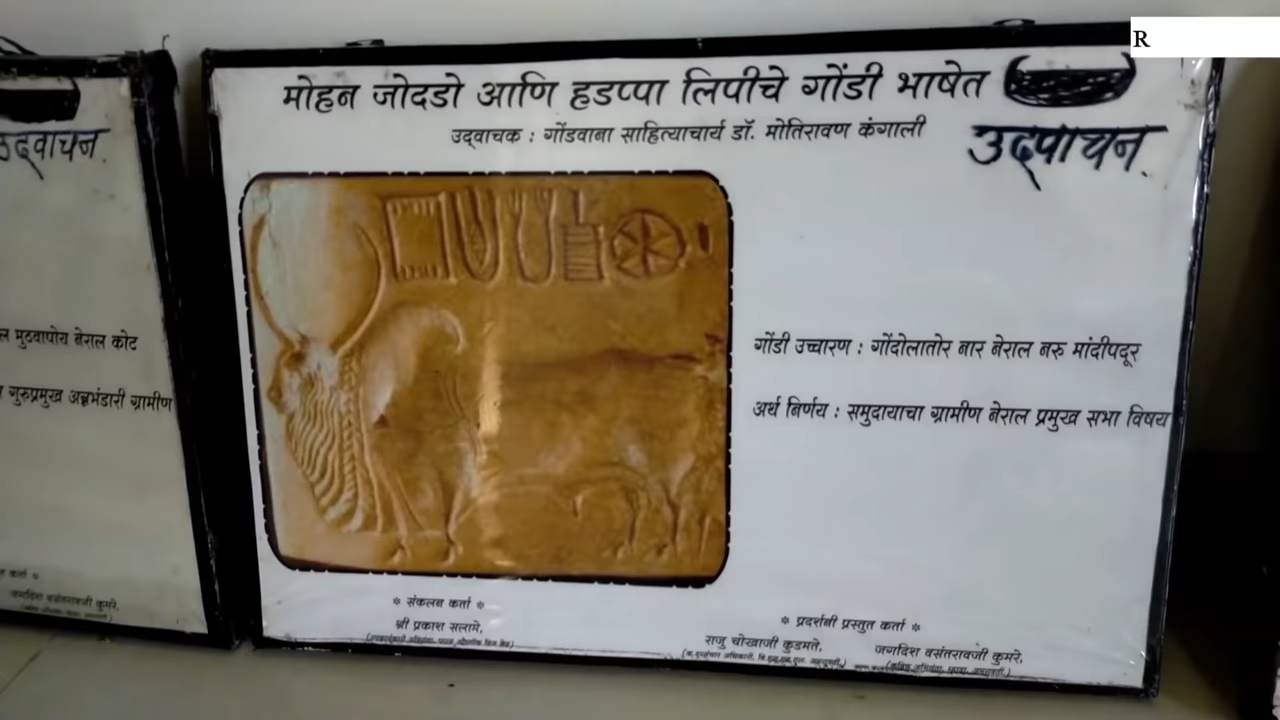 R
मोहन जोदडो आणि हडप्पा लिपीचे गोंडी भाषेत
उद्पाचन.
उद्वाचक : गोंडवाना साहित्याचार्य डॉ. मोतिरावण कंगाली
गोंडी उच्चारण : गोंदोलातोर नार नेराल नरु मांदीपदूर
अर्थ निर्णय : समुदायाचा ग्रामीण नेराल प्रमुख सभा विषय
* संकलन कर्ता *
श्री प्रकाश सलामे,
* प्रदर्शनी प्रस्तुत कर्ता *
राजु चोखाजी कुडमते,
जगदिश वसंतरावजी कुमरे,
उद्वाचन.
ल मुठवापोय नेराल कोट
गुरुप्रमुख अन्नभंडारी ग्रामीण
कर्ता *
जगदिश वसंतरावजी कुमरे,